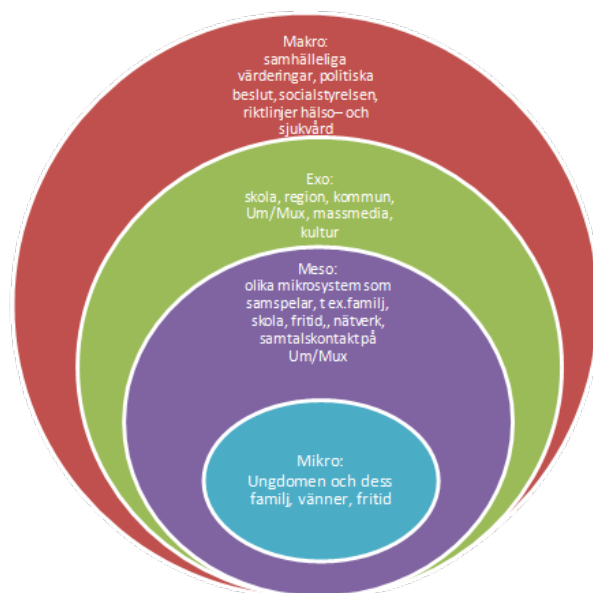 Makro:
samhälleliga
värderingar, politiska
beslut, socialstyrelsen,
riktlinjer hälso– och
sjukvård
Exo:
skola, region, kommun,
Um/Mux, massmedia,
kultur
Meso:
olika mikrosystem som
samspelar, t ex.familj,
skola, fritid,, nätverk,
samtalskontakt på
Um/Mux
Mikro:
Ungdomen och dess
familj, vänner, fritid